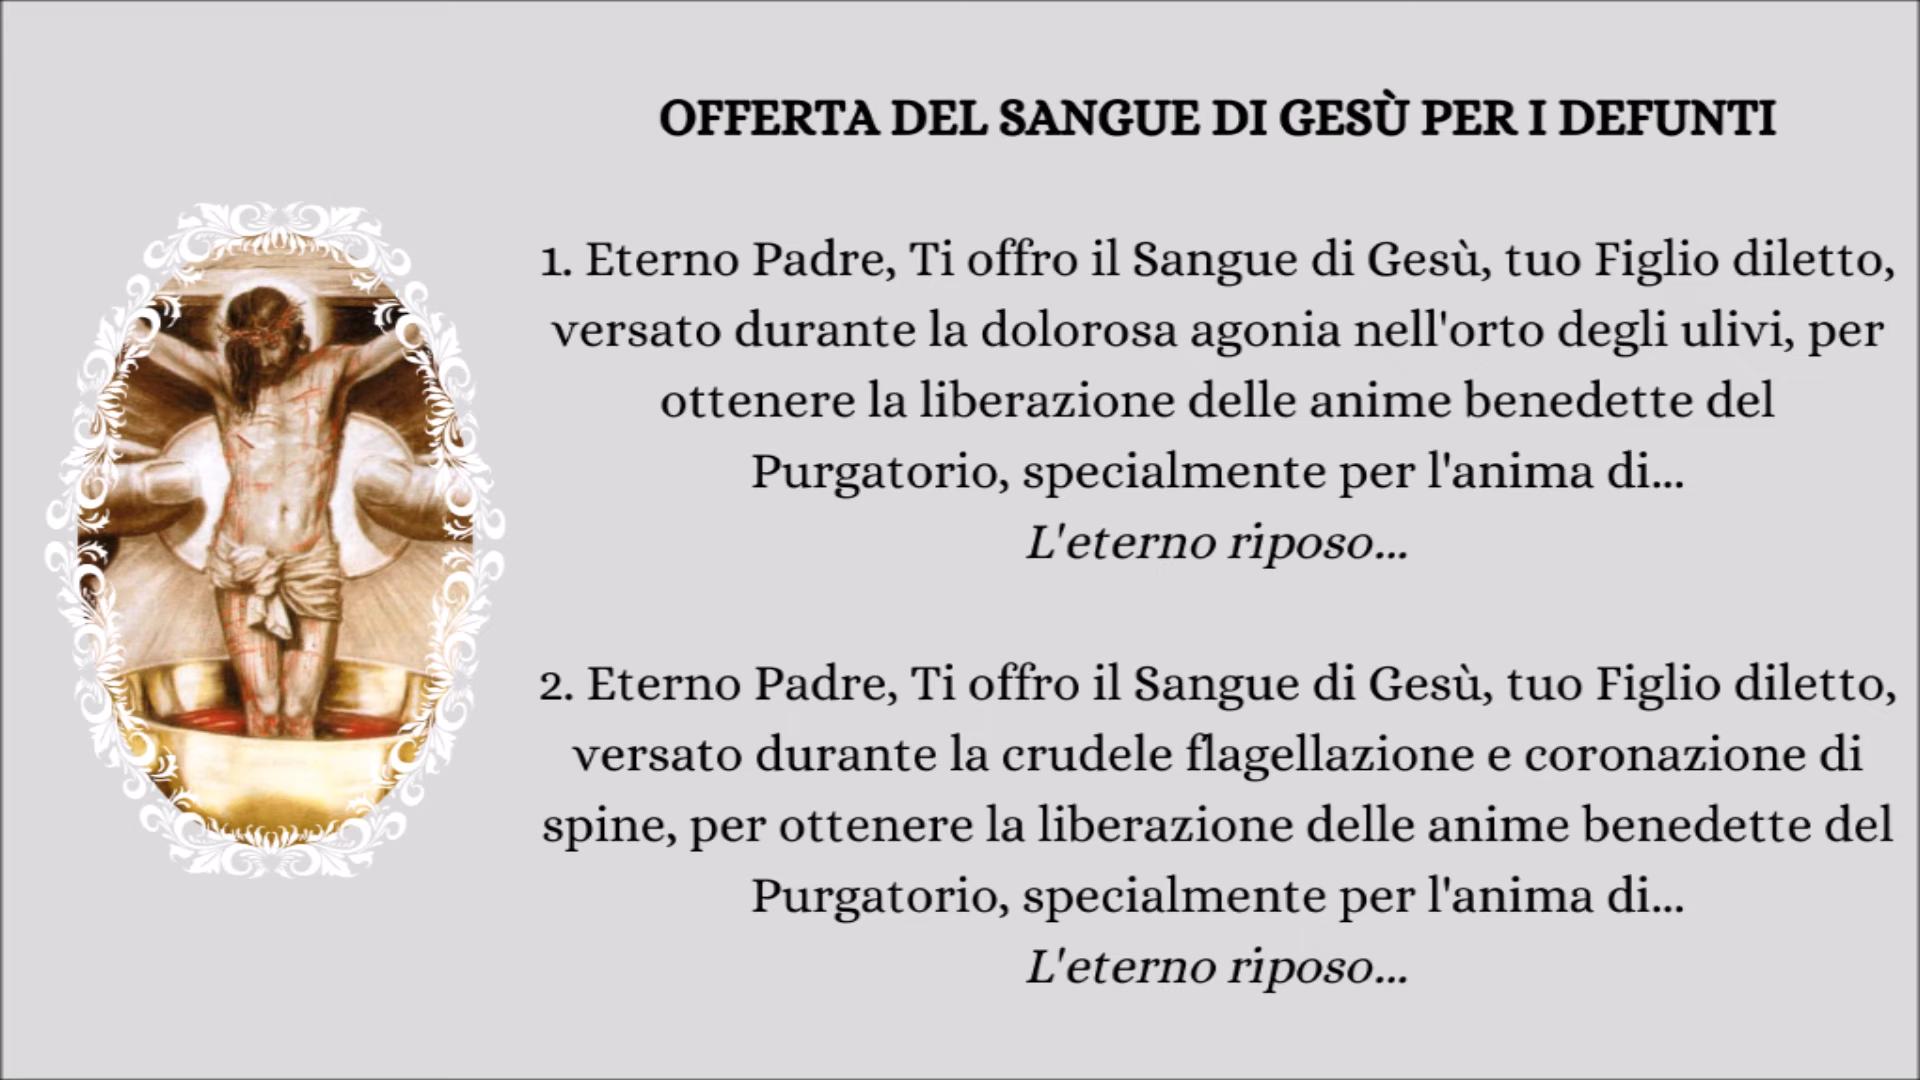 OFFERTA DEL SANGUE DI GESÙ PER I DEFUNTI
1. Eterno Padre, Ti offro il Sangue di Gesù, tuo Figlio diletto,
versato durante la dolorosa agonia nell'orto degli ulivi, per
ottenere la liberazione delle anime benedette del
Purgatorio, specialmente per l'anima di...
L'eterno riposo...
2. Eterno Padre, Ti offro il Sangue di Gesù, tuo Figlio diletto,
versato durante la crudele flagellazione e coronazione di
spine, per ottenere la liberazione delle anime benedette del
Purgatorio, specialmente per l'anima di...
L'eterno riposo...